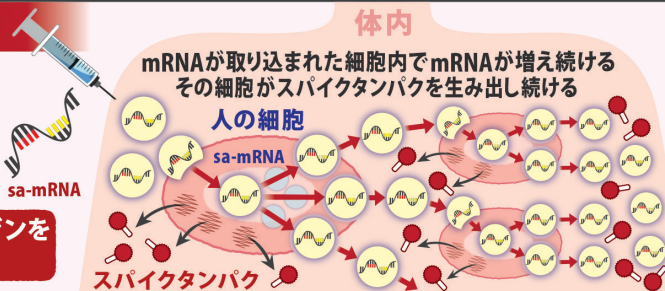 体内
mRNAが取り込まれた細胞内でmRNAが増え続ける
その細胞がスパイクタンパクを生み出し続ける
人の細胞
sa-mRNA
sa-mRNA
ンを
スパイクタンパク